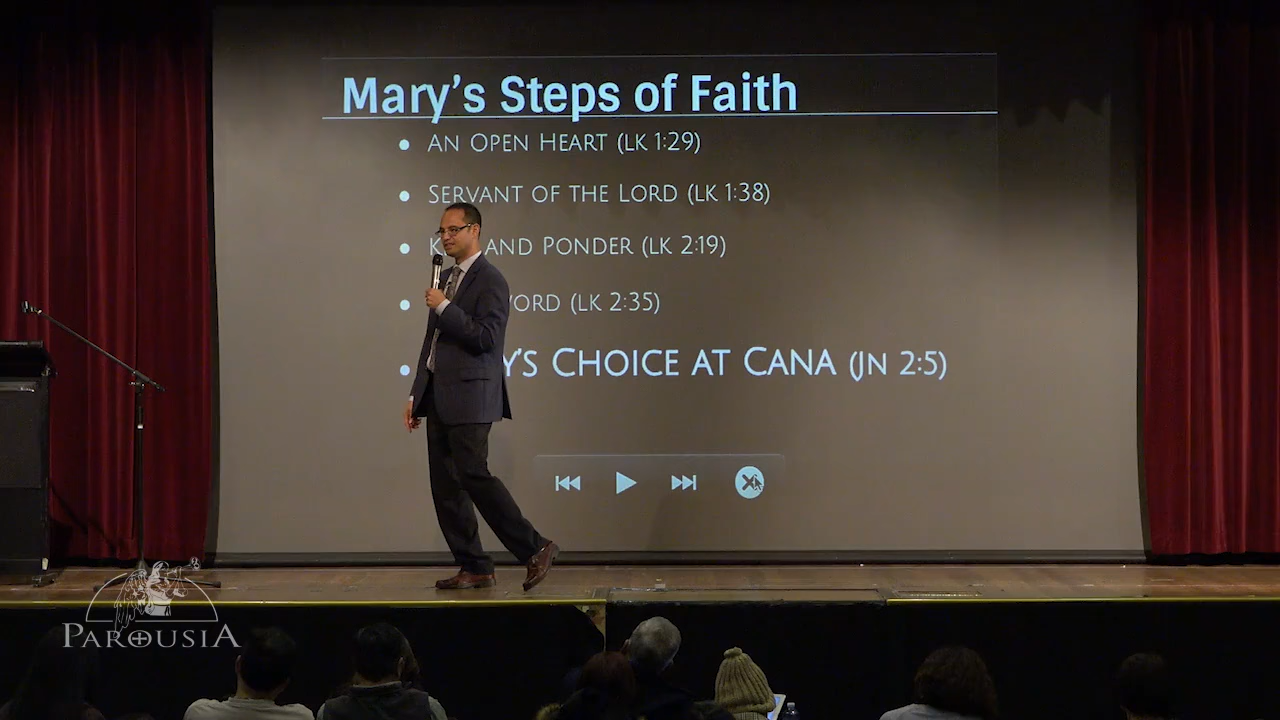 Mary's Steps of Faith
• An Open Heart (Lk 1:29)
• Servant of the Lord (Lk 1:38)
• and Ponder (Lk 2:19)
• (Lk 2:35)
• Choice at Cana (Jn 2:5)
Parousia